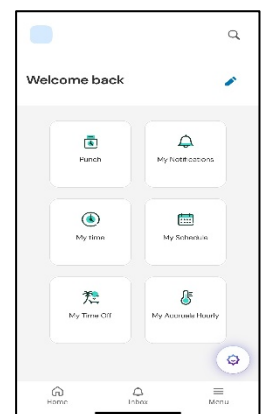 Welcome back
Punch
My Notifications
My time
My Schedule
My Time Off
My Accruals Hourly
Home
Inbox
Menu